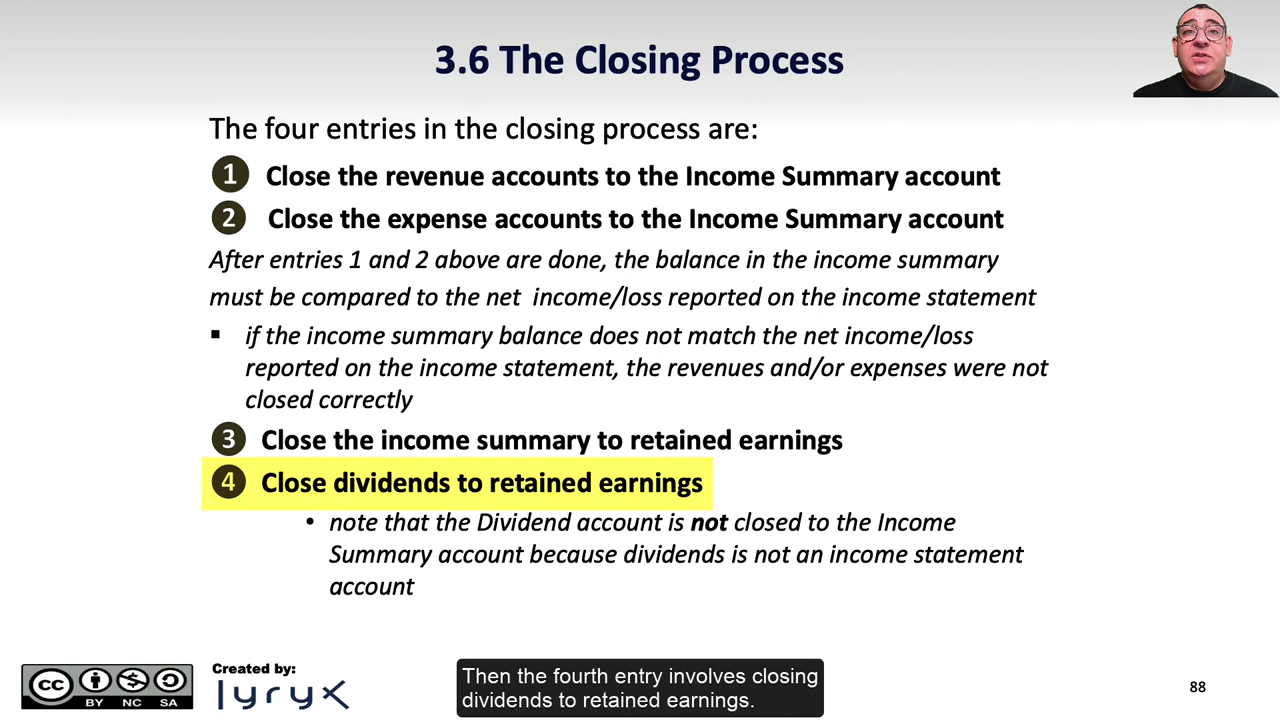 3.6 The Closing Process
The four entries in the closing process are:
1 Close the revenue accounts to the Income Summary account
2 Close the expense accounts to the Income Summary account
After entries 1 and 2 above are done, the balance in the income summary
must be compared to the net income/loss reported on the income statement
▪ if the income summary balance does not match the net income/loss
reported on the income statement, the revenues and/or expenses were not
closed correctly
3 Close the income summary to retained earnings
4 Close dividends to retained earnings
• note that the Dividend account is not closed to the Income
Summary account because dividends is not an income statement
account
cc
BY NC SA
Created by:
lyryx
Then the fourth entry involves closing
dividends to retained earnings.
88